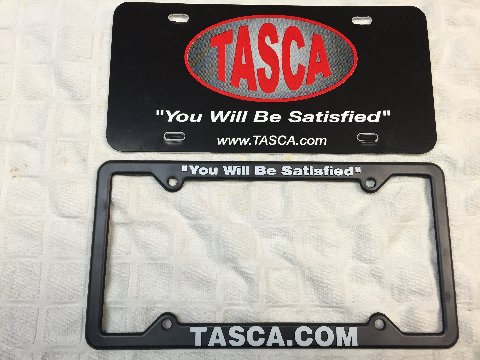 TASCA
"You Will Be Satisfied"
www.TASCA.com
"You Will Be Satisfied"
TASCA.COM